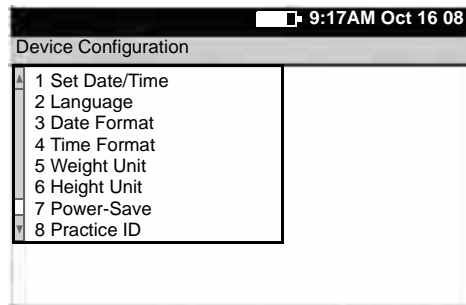 9:17AM Oct 16 08
Device Configuration
1 Set Date/Time
2 Language
3 Date Format
4 Time Format
5 Weight Unit
6 Height Unit
7 Power-Save
8 Practice ID